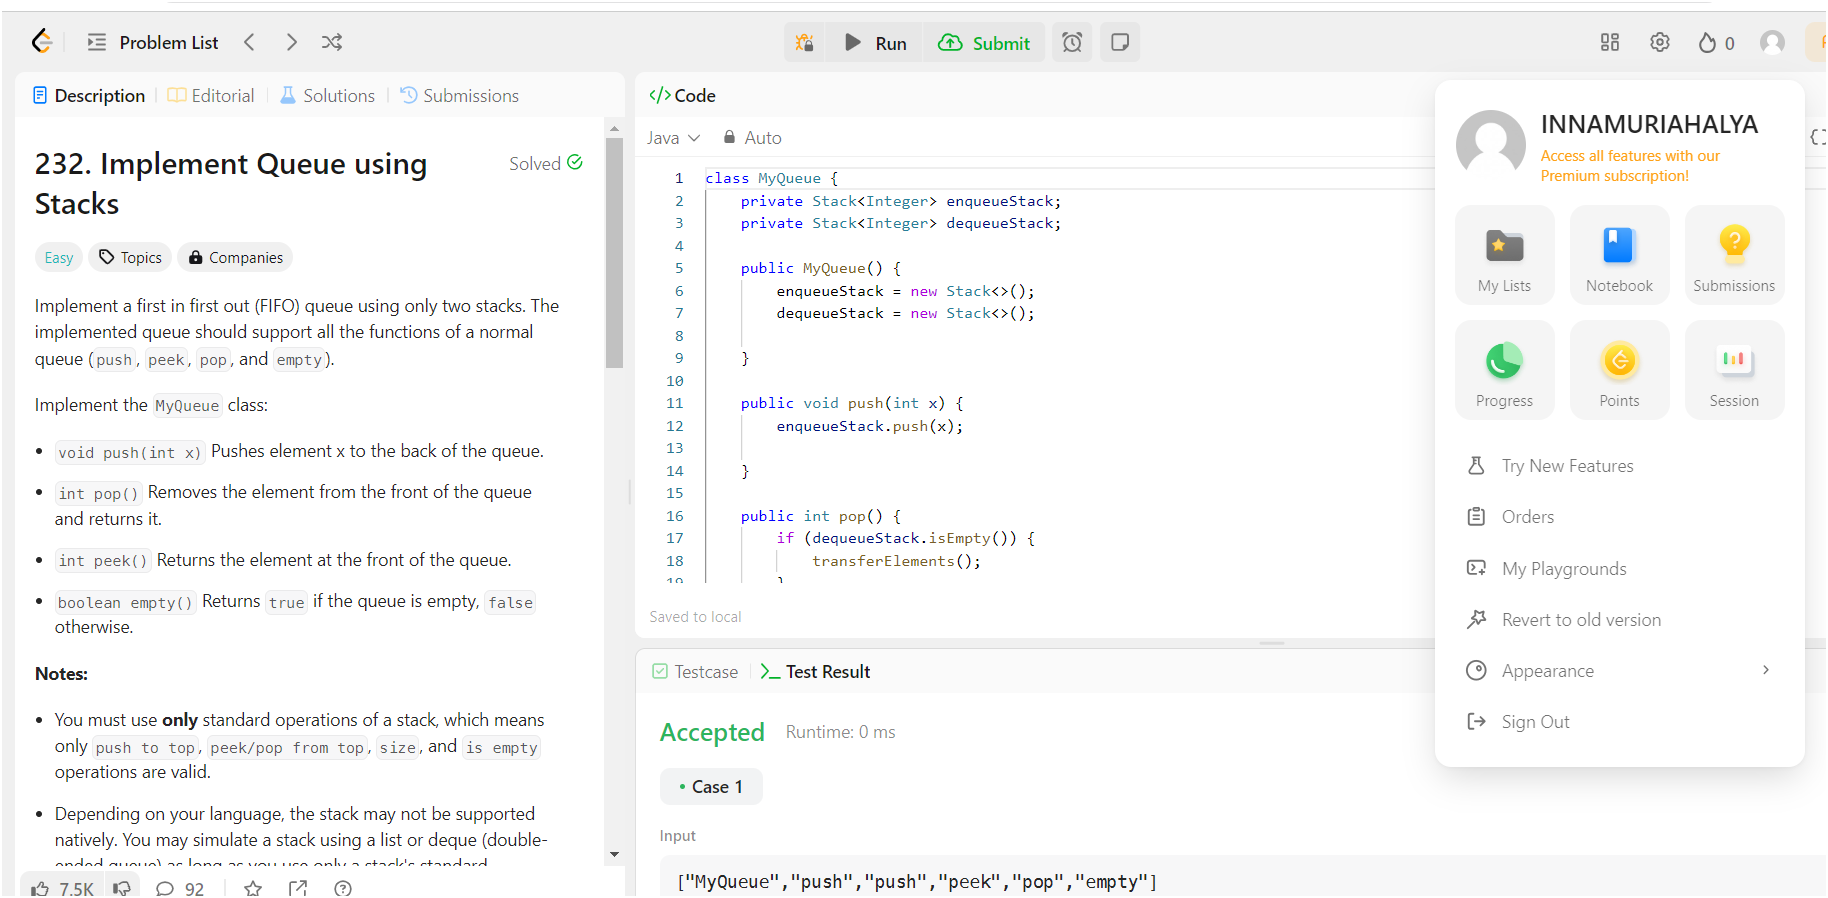 Problem List
Run
Submit
0
Description
Editorial
Solutions
Submissions
232. Implement Queue using
Stacks
Solved
Easy
Topics
Companies
Implement a first in first out (FIFO) queue using only two stacks. The
implemented queue should support all the functions of a normal
queue (push, peek, pop, and empty).
Implement the MyQueue class:
• void push(int x) Pushes element x to the back of the queue.
• int pop() Removes the element from the front of the queue
and returns it.
• int peek() Returns the element at the front of the queue.
• boolean empty() Returns true if the queue is empty, false
otherwise.
Notes:
• You must use only standard operations of a stack, which means
only push to top, peek/pop from top, size, and is empty
operations are valid.
• Depending on your language, the stack may not be supported
natively. You may simulate a stack using a list or deque (double-
ended queue) as long as you use only a stack's standard
7.5K
92
</> Code
Java
Auto
1 class MyQueue {
2 private Stack<Integer> enqueueStack;
3 private Stack<Integer> dequeueStack;
4
5 public MyQueue() {
6 enqueueStack = new Stack<>();
7 dequeueStack = new Stack<>();
8
9 }
10
11 public void push(int x) {
12 enqueueStack.push(x);
13
14 }
15
16 public int pop() {
17 if (dequeueStack.isEmpty()) {
18 transferElements();
19 }
Saved to local
Testcase
Test Result
Accepted
Runtime: 0 ms
• Case 1
Input
["MyQueue","push","push","peek","pop","empty"]
INNAMURIAHALYA
Access all features with our
Premium subscription!
My Lists
Notebook
Submissions
Progress
Points
Session
Try New Features
Orders
My Playgrounds
Revert to old version
Appearance
Sign Out